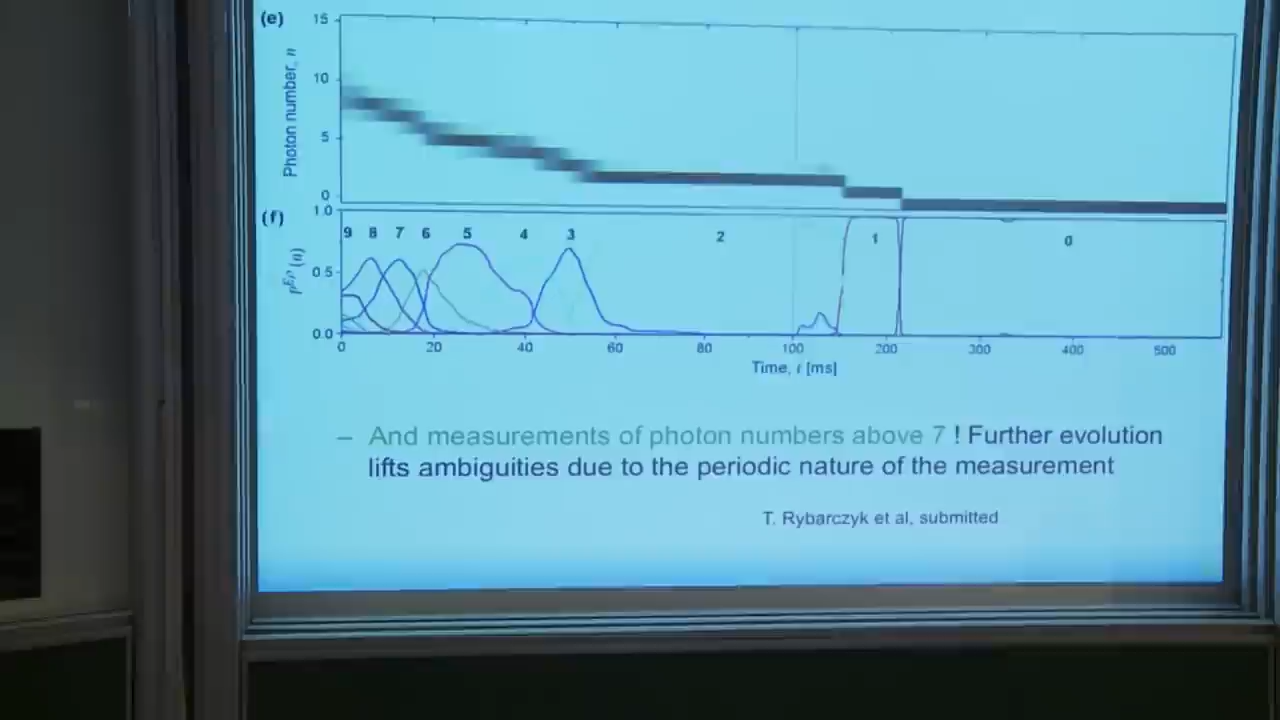 (e)
15
10
5
0
Photon number, n
(f)
1.0
0.5
0.0
9 8 7 6 5 4 3 2 1 0
0 20 40 60 80 100 200 300 400 500
Time, t [ms]
– And measurements of photon numbers above 7 ! Further evolution
lifts ambiguities due to the periodic nature of the measurement
T. Rybarczyk et al, submitted